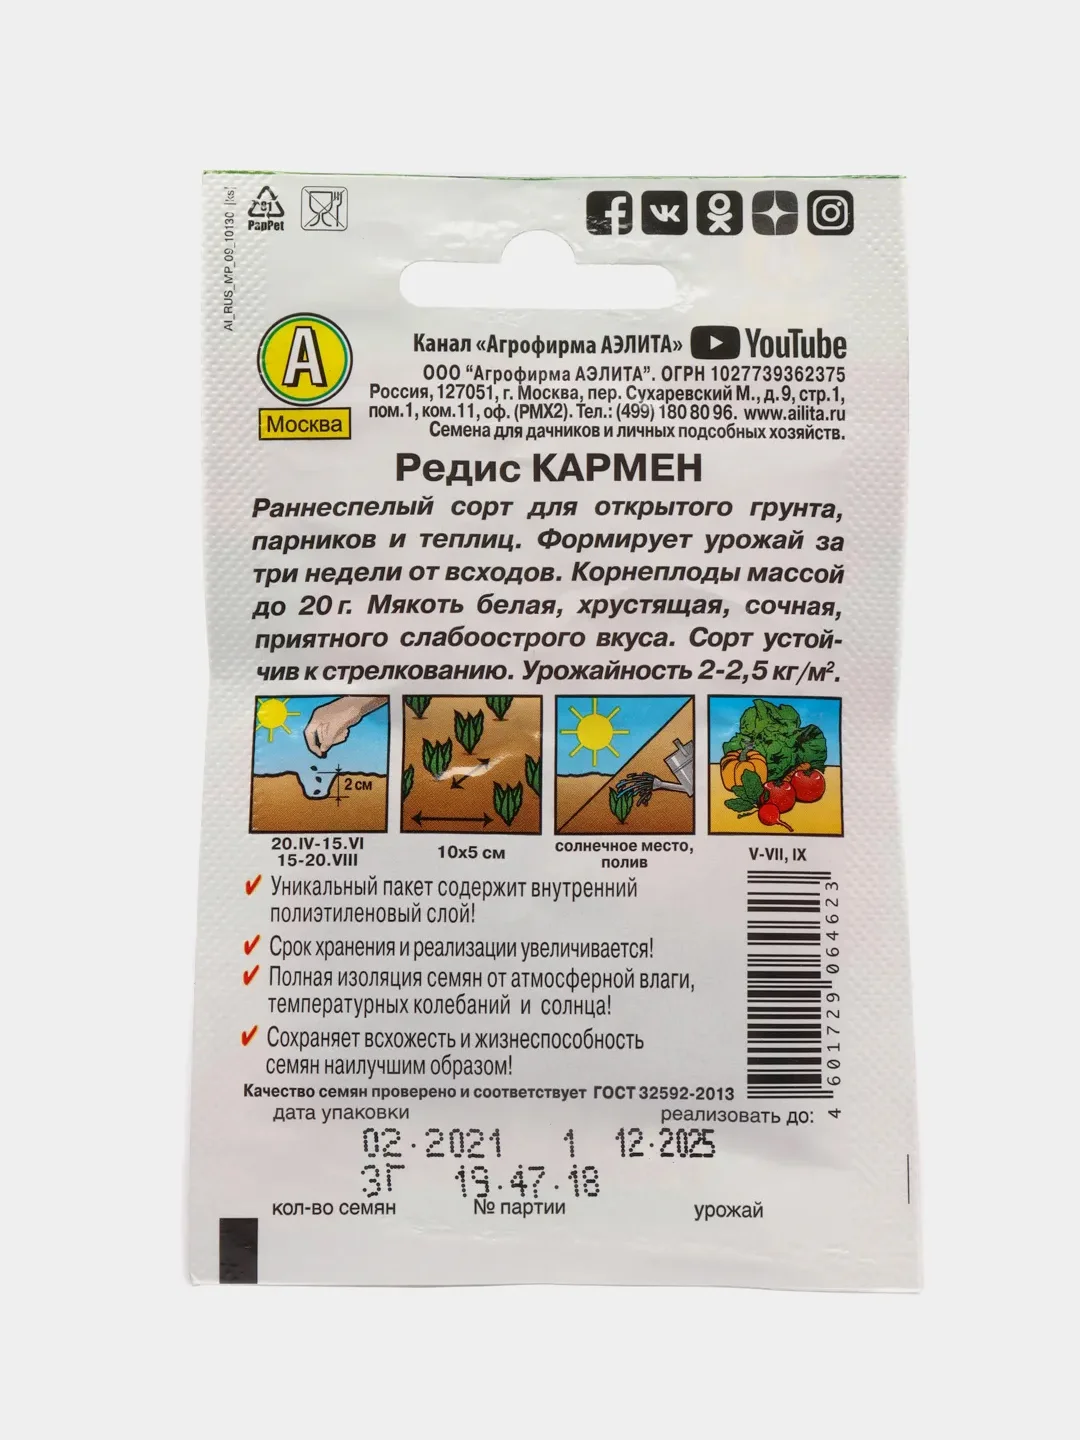 AI_RUS_MP_09_10130
81
PapPet
Канал «Агрофирма АЭЛИТА» YouTube
ООО "Агрофирма АЭЛИТА". ОГРН 1027739362375
Россия, 127051, г. Москва, пер. Сухаревский М., д.9, стр.1,
пом.1, ком.11, оф. (РМХ2). Тел.: (499) 180 80 96. www.ailita.ru
Семена для дачников и личных подсобных хозяйств.
А
Москва
Редис КАРМЕН
Раннеспелый сорт для открытого грунта,
парников и теплиц. Формирует урожай за
три недели от всходов. Корнеплоды массой
до 20 г. Мякоть белая, хрустящая, сочная,
приятного слабоострого вкуса. Сорт устой-
чив к стрелкованию. Урожайность 2-2,5 кг/м².
2 см
20.IV-15.VI
15-20.VIII
10x5 см
солнечное место,
полив
V-VII, IX
Уникальный пакет содержит внутренний
полиэтиленовый слой!
Срок хранения и реализации увеличивается!
Полная изоляция семян от атмосферной влаги,
температурных колебаний и солнца!
Сохраняет всхожесть и жизнеспособность
семян наилучшим образом!
4 601729 064623
Качество семян проверено и соответствует ГОСТ 32592-2013
дата упаковки реализовать до:
02.2021 1 12.2025
3Г 19.47.18
кол-во семян № партии урожай